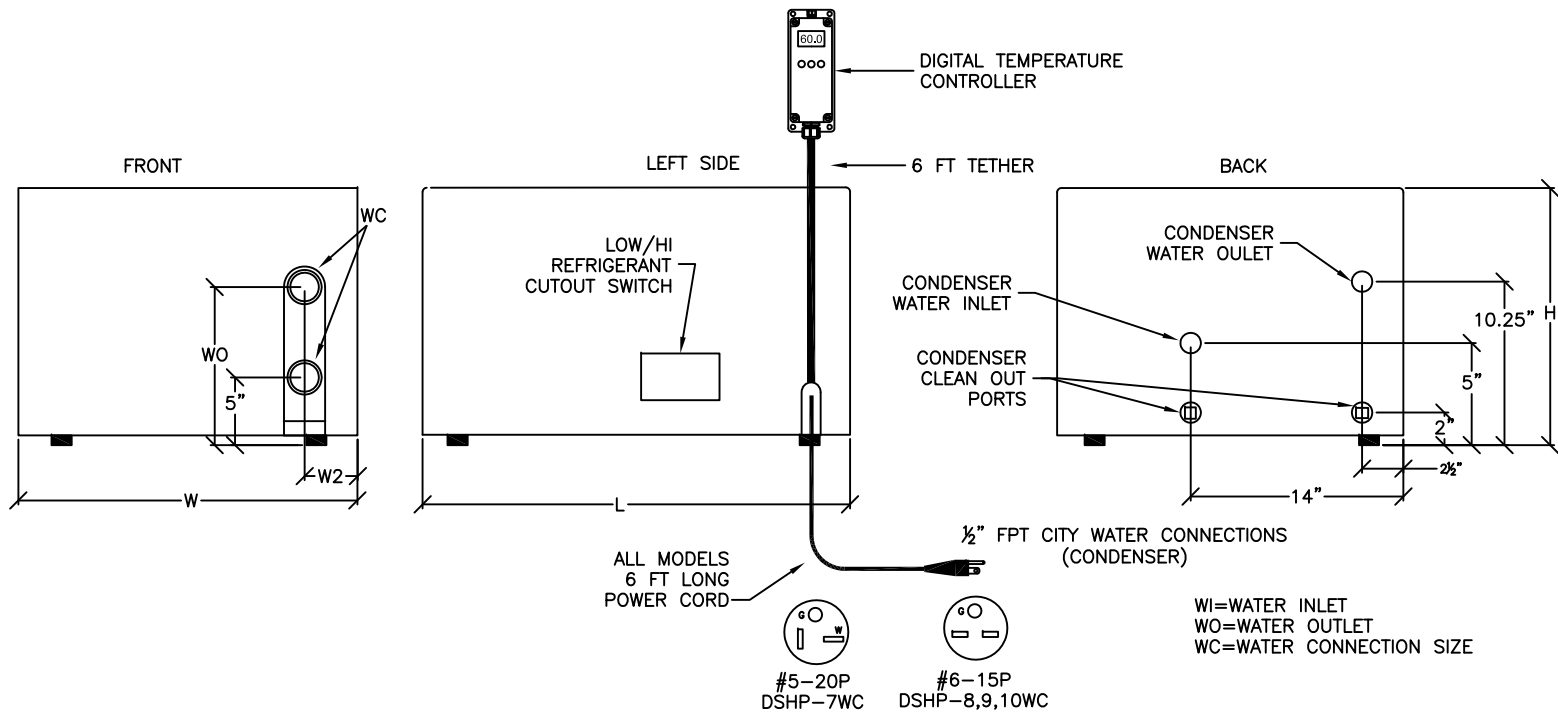 60.0
DIGITAL TEMPERATURE
CONTROLLER
FRONT
LEFT SIDE
6 FT TETHER
BACK
WC
LOW/HI
REFRIGERANT
CUTOUT SWITCH
CONDENSER
WATER OULET
CONDENSER
WATER INLET
CONDENSER
CLEAN OUT
PORTS
WO
5"
W2
W
L
10.25"
H
5"
2"
2½"
14"
½" FPT CITY WATER CONNECTIONS
(CONDENSER)
ALL MODELS
6 FT LONG
POWER CORD
G
W
#5-20P
DSHP-7WC
G
#6-15P
DSHP-8,9,10WC
WI=WATER INLET
WO=WATER OUTLET
WC=WATER CONNECTION SIZE